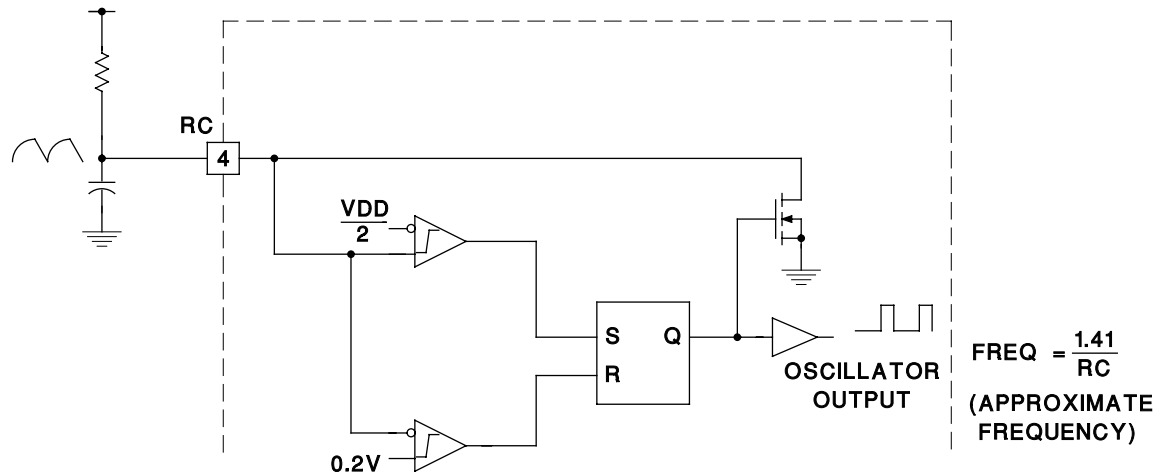 RC
4
VDD
2
S
Q
R
0.2V
OSCILLATOR
OUTPUT
FREQ = 1.41
RC
(APPROXIMATE
FREQUENCY)